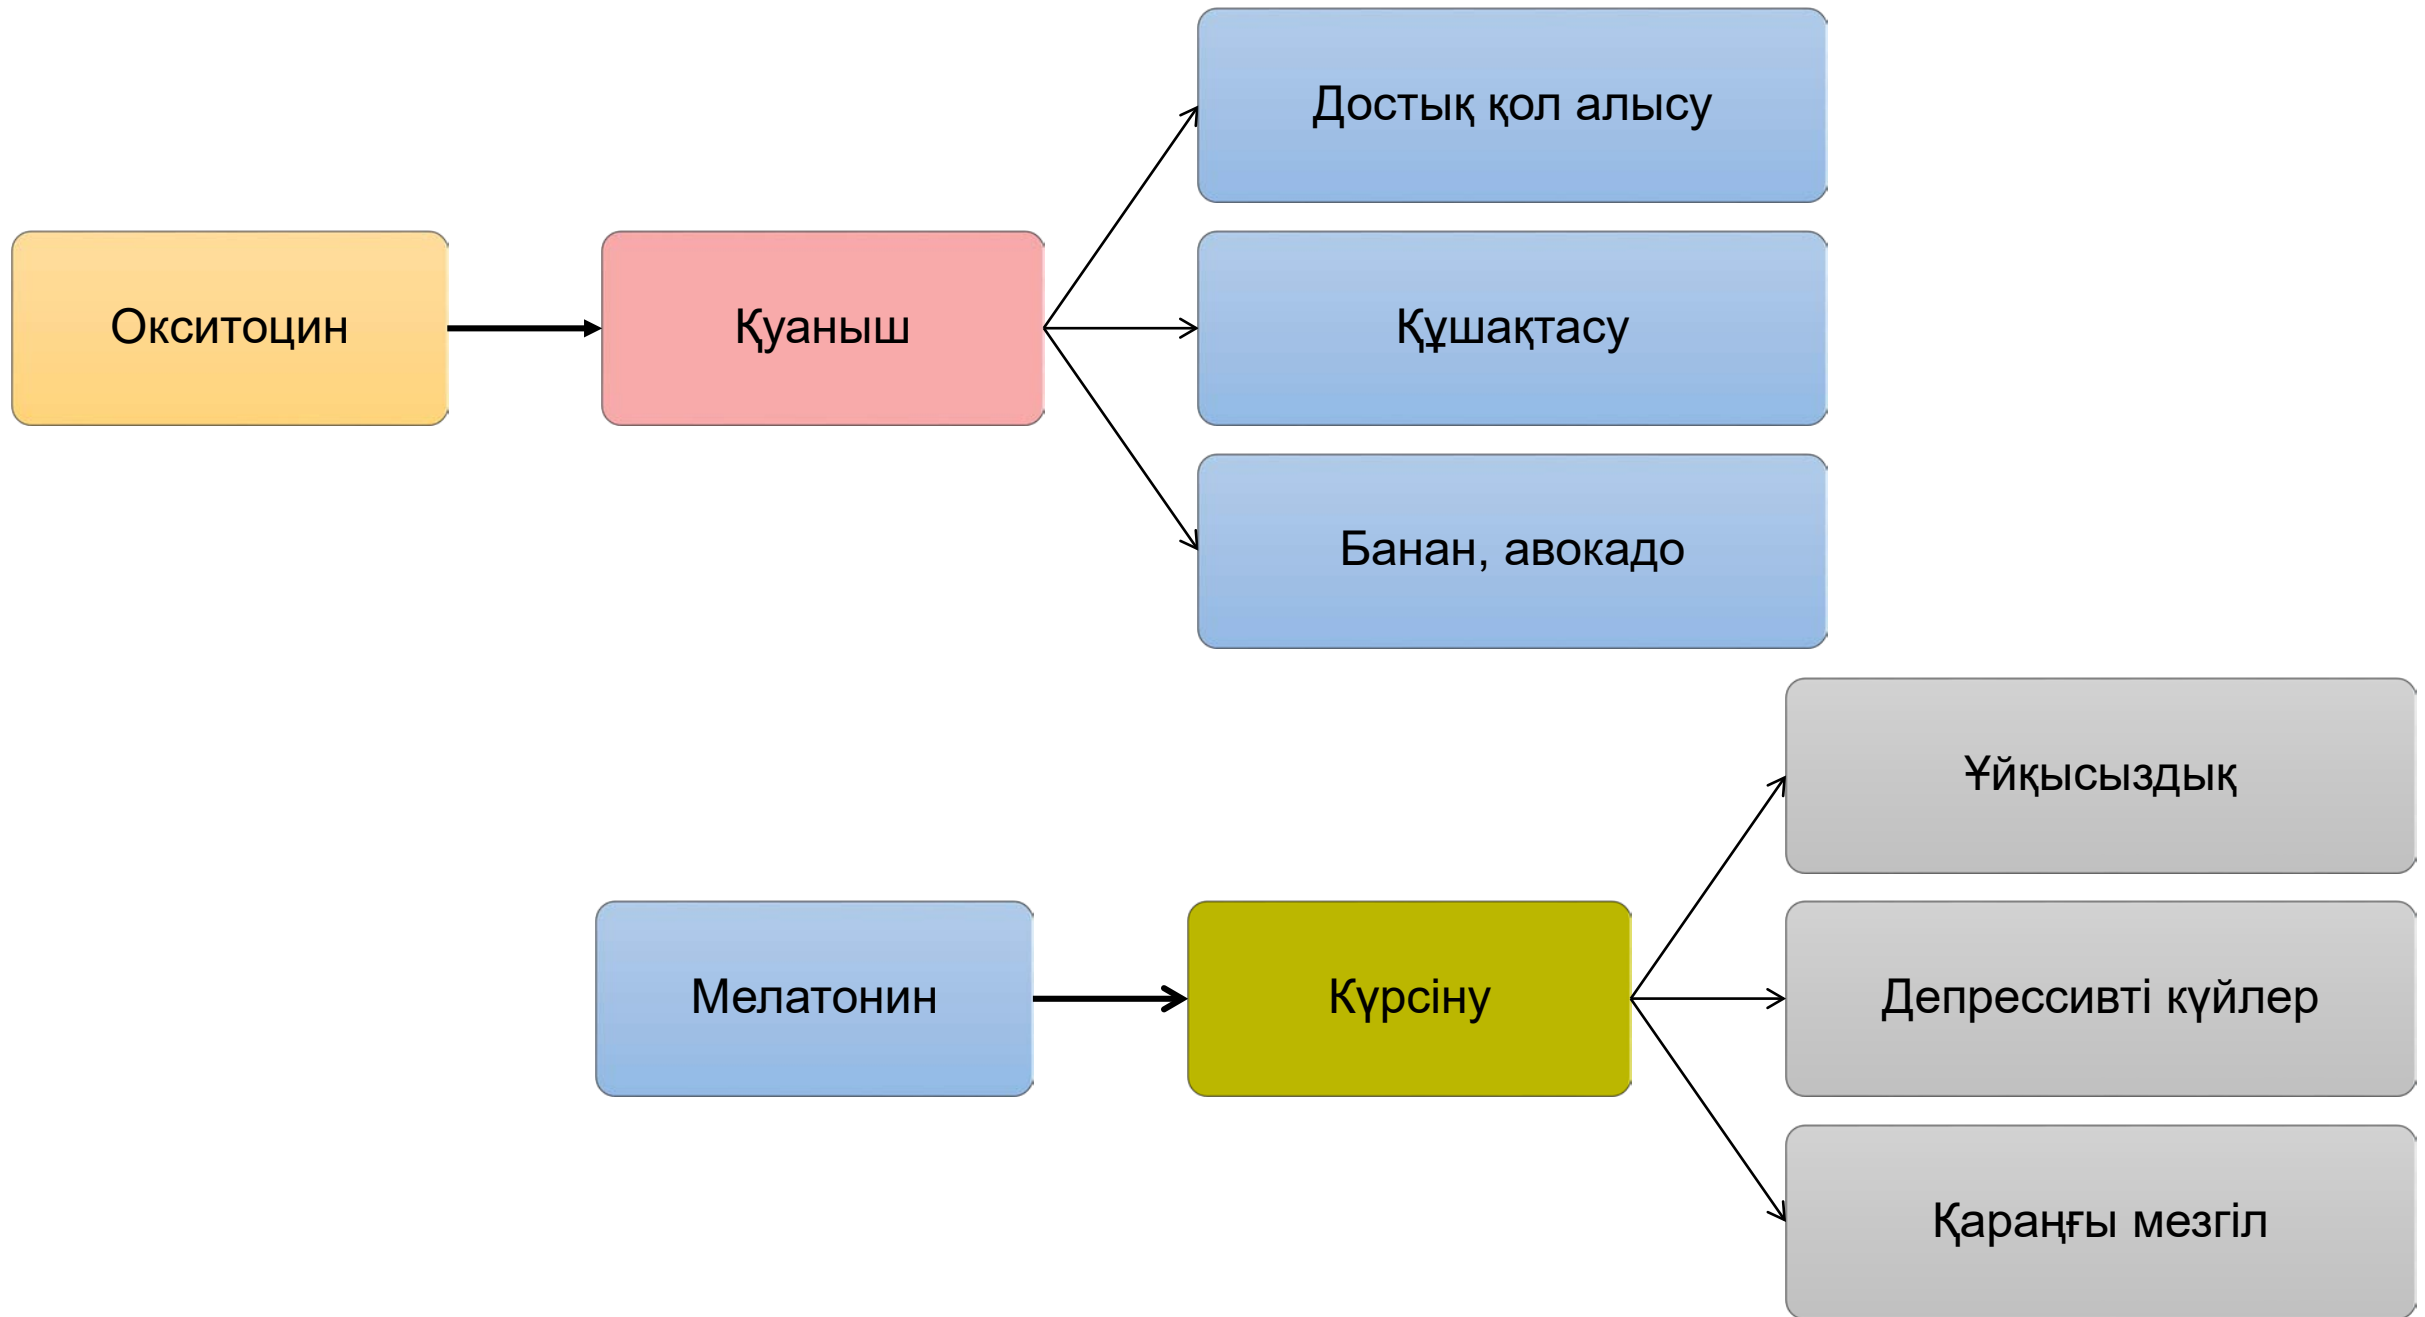 Достық қол алысу
Окситоцин
Қуаныш
Құшақтасу
Банан, авокадо
Ұйқысыздық
Мелатонин
Күрсіну
Депрессивті күйлер
Қараңғы мезгіл